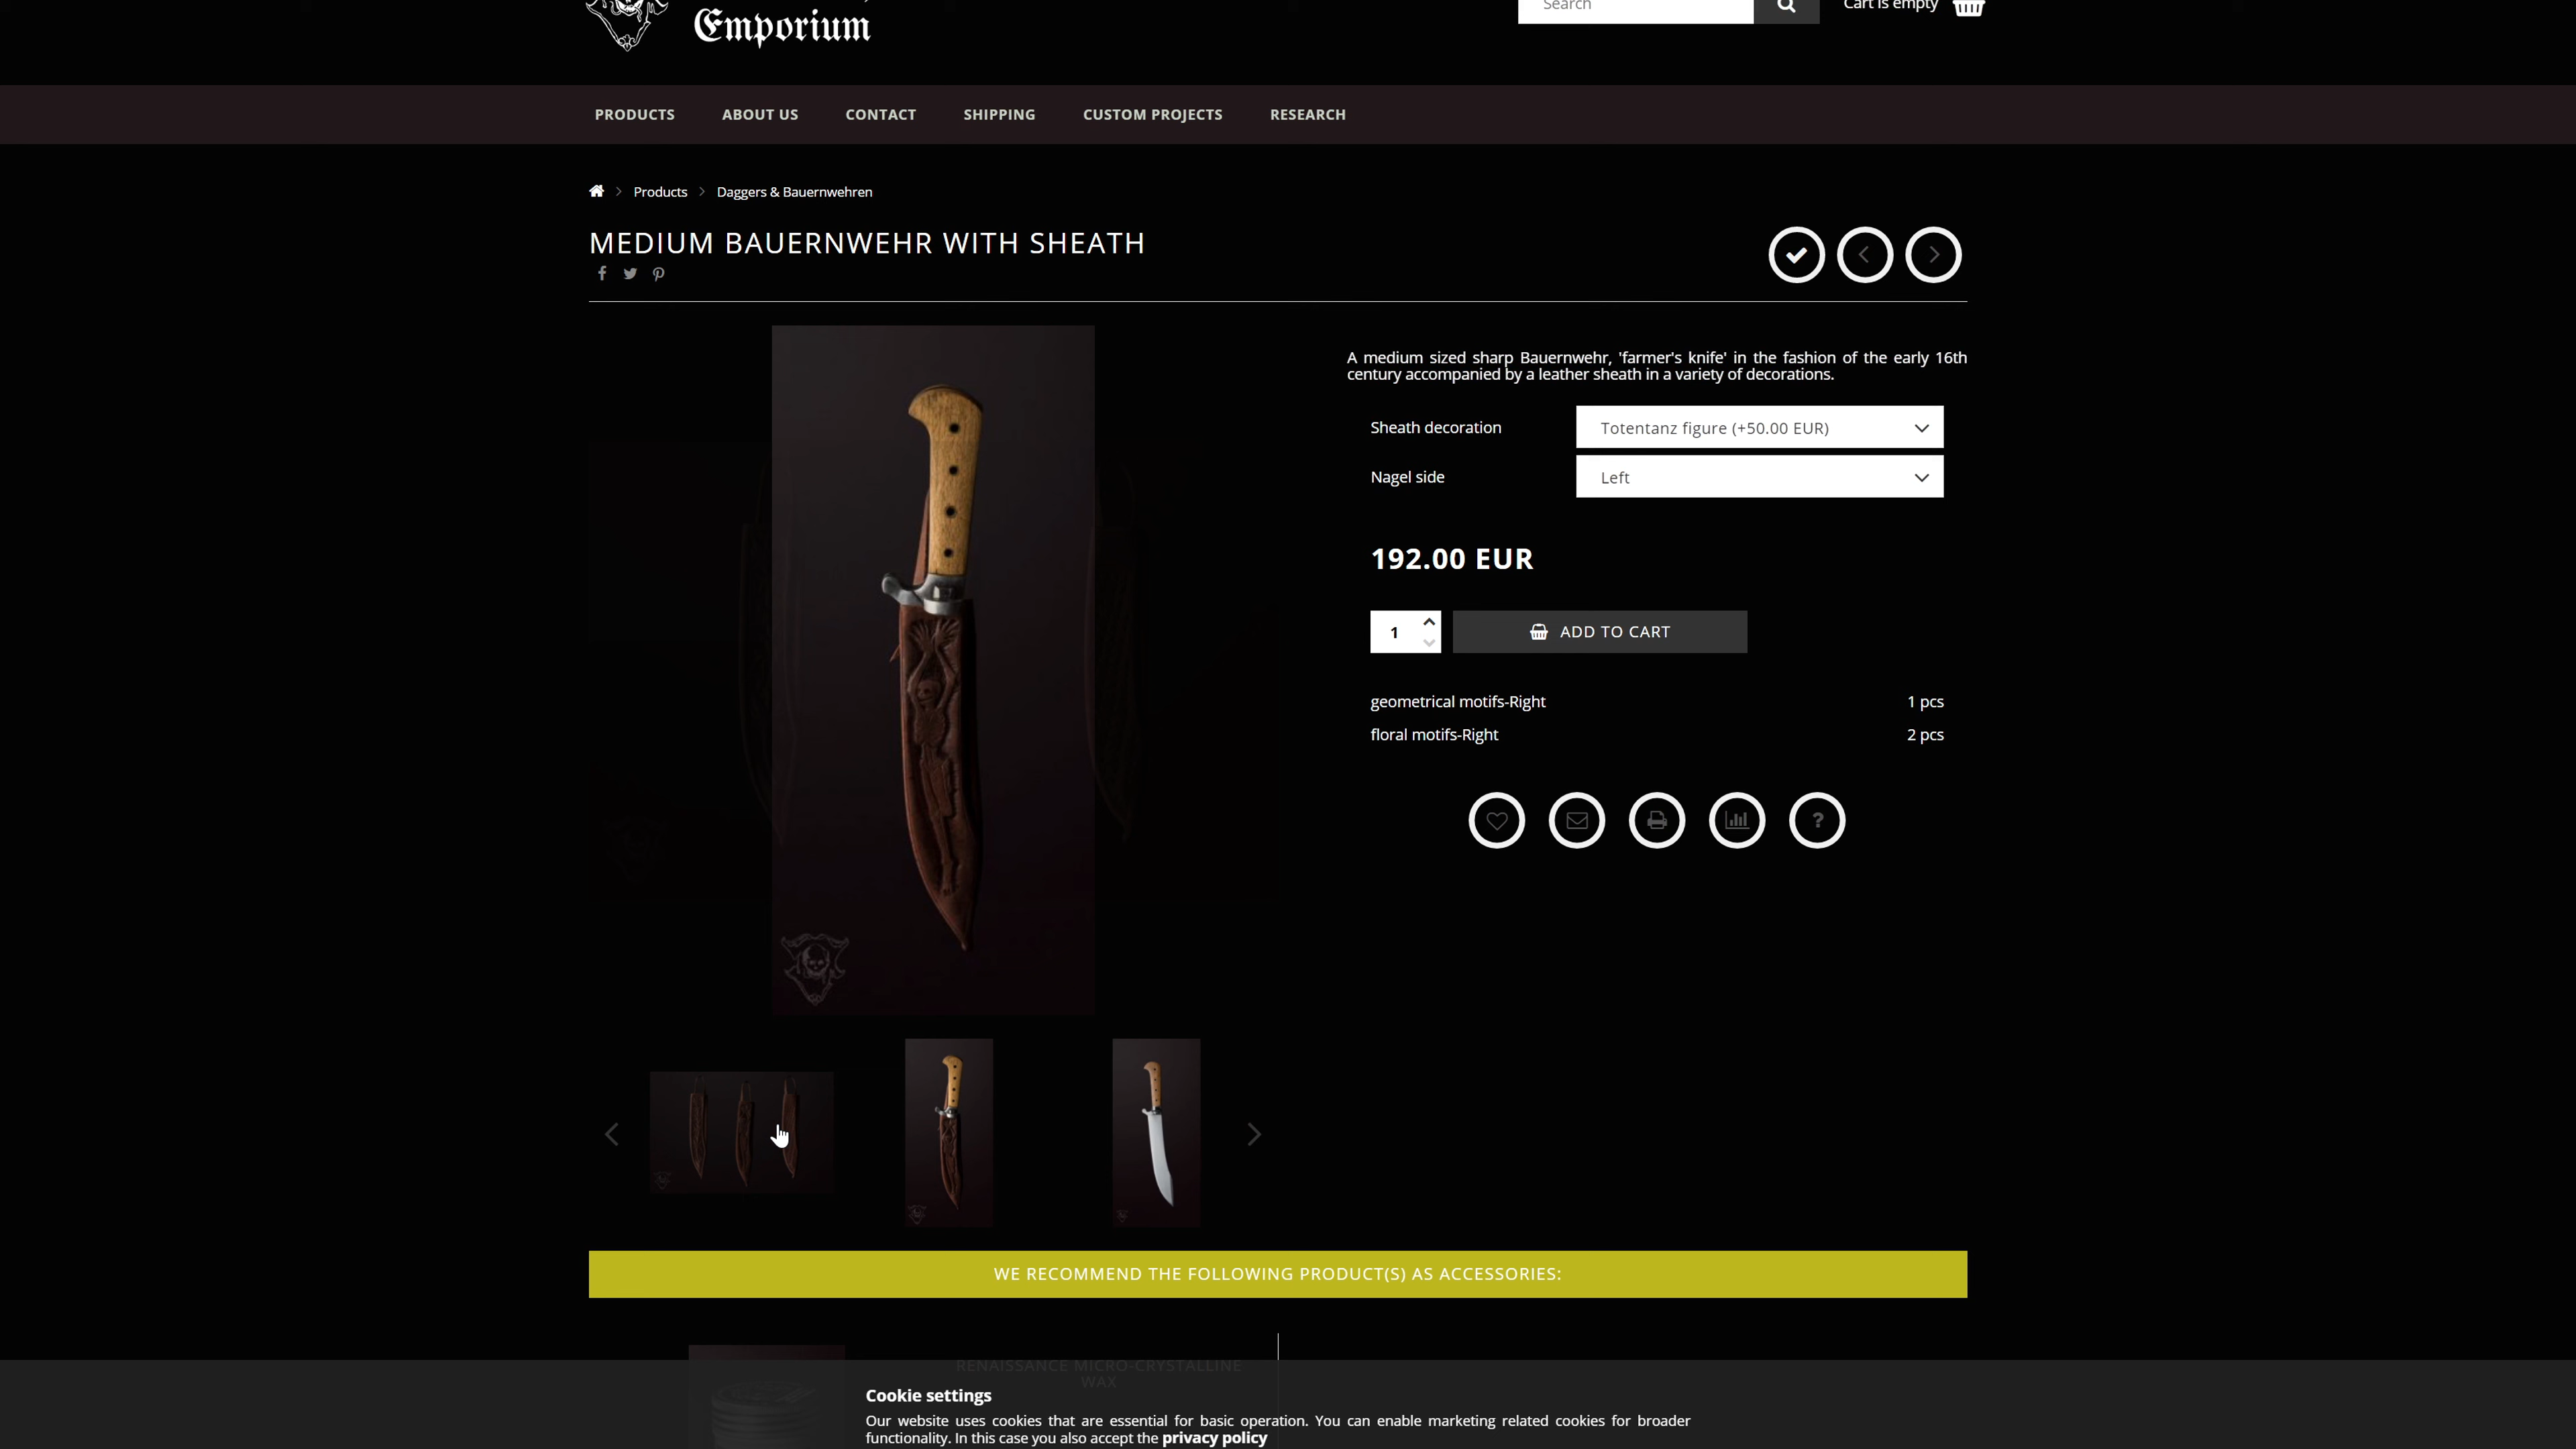 Emporium
Search
Cart is empty
PRODUCTS
ABOUT US
CONTACT
SHIPPING
CUSTOM PROJECTS
RESEARCH
Products
Daggers & Bauernwehren
MEDIUM BAUERNWEHR WITH SHEATH
A medium sized sharp Bauernwehr, 'farmer's knife' in the fashion of the early 16th
century accompanied by a leather sheath in a variety of decorations.
Sheath decoration
Totentanz figure (+50.00 EUR)
Nagel side
Left
192.00 EUR
1
ADD TO CART
geometrical motifs-Right
1 pcs
floral motifs-Right
2 pcs
WE RECOMMEND THE FOLLOWING PRODUCT(S) AS ACCESSORIES:
RENAISSANCE MICRO-CRYSTALLINE
WAX
Cookie settings
Our website uses cookies that are essential for basic operation. You can enable marketing related cookies for broader
functionality. In this case you also accept the privacy policy